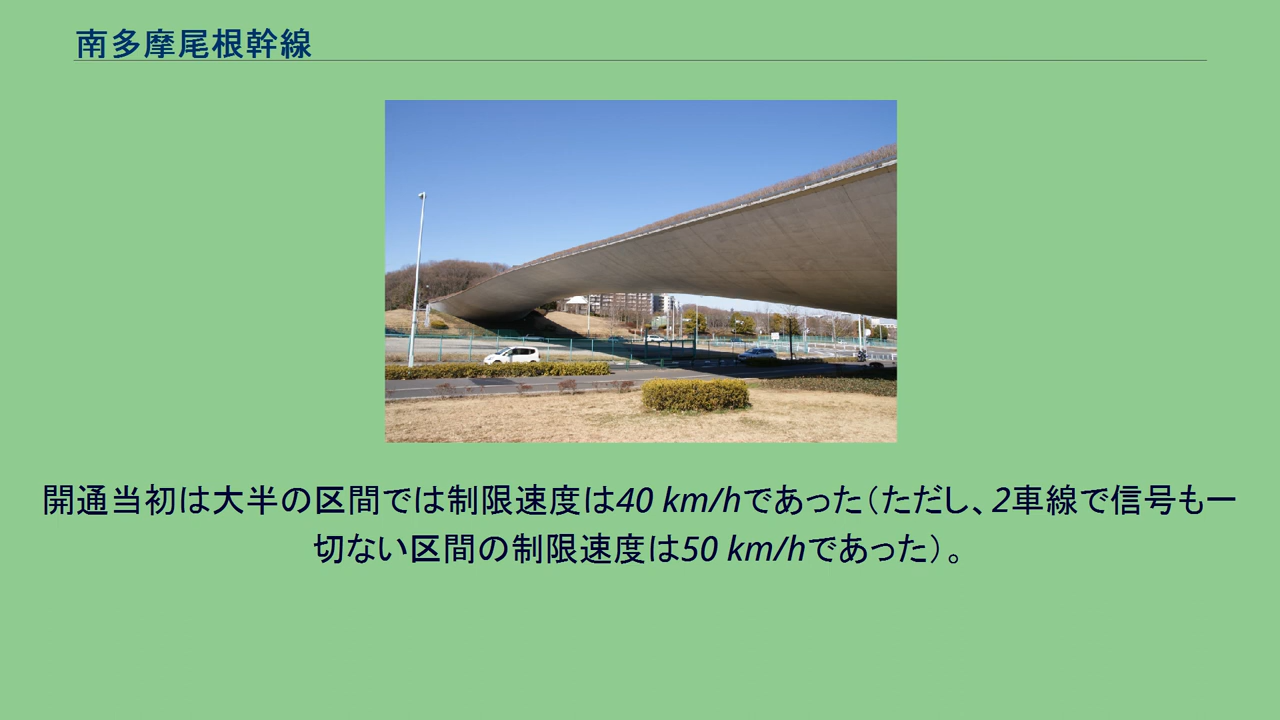 南多摩尾根幹線
開通当初は大半の区間では制限速度は40 km/hであった（ただし、2車線で信号も一
切ない区間の制限速度は50 km/hであった）。